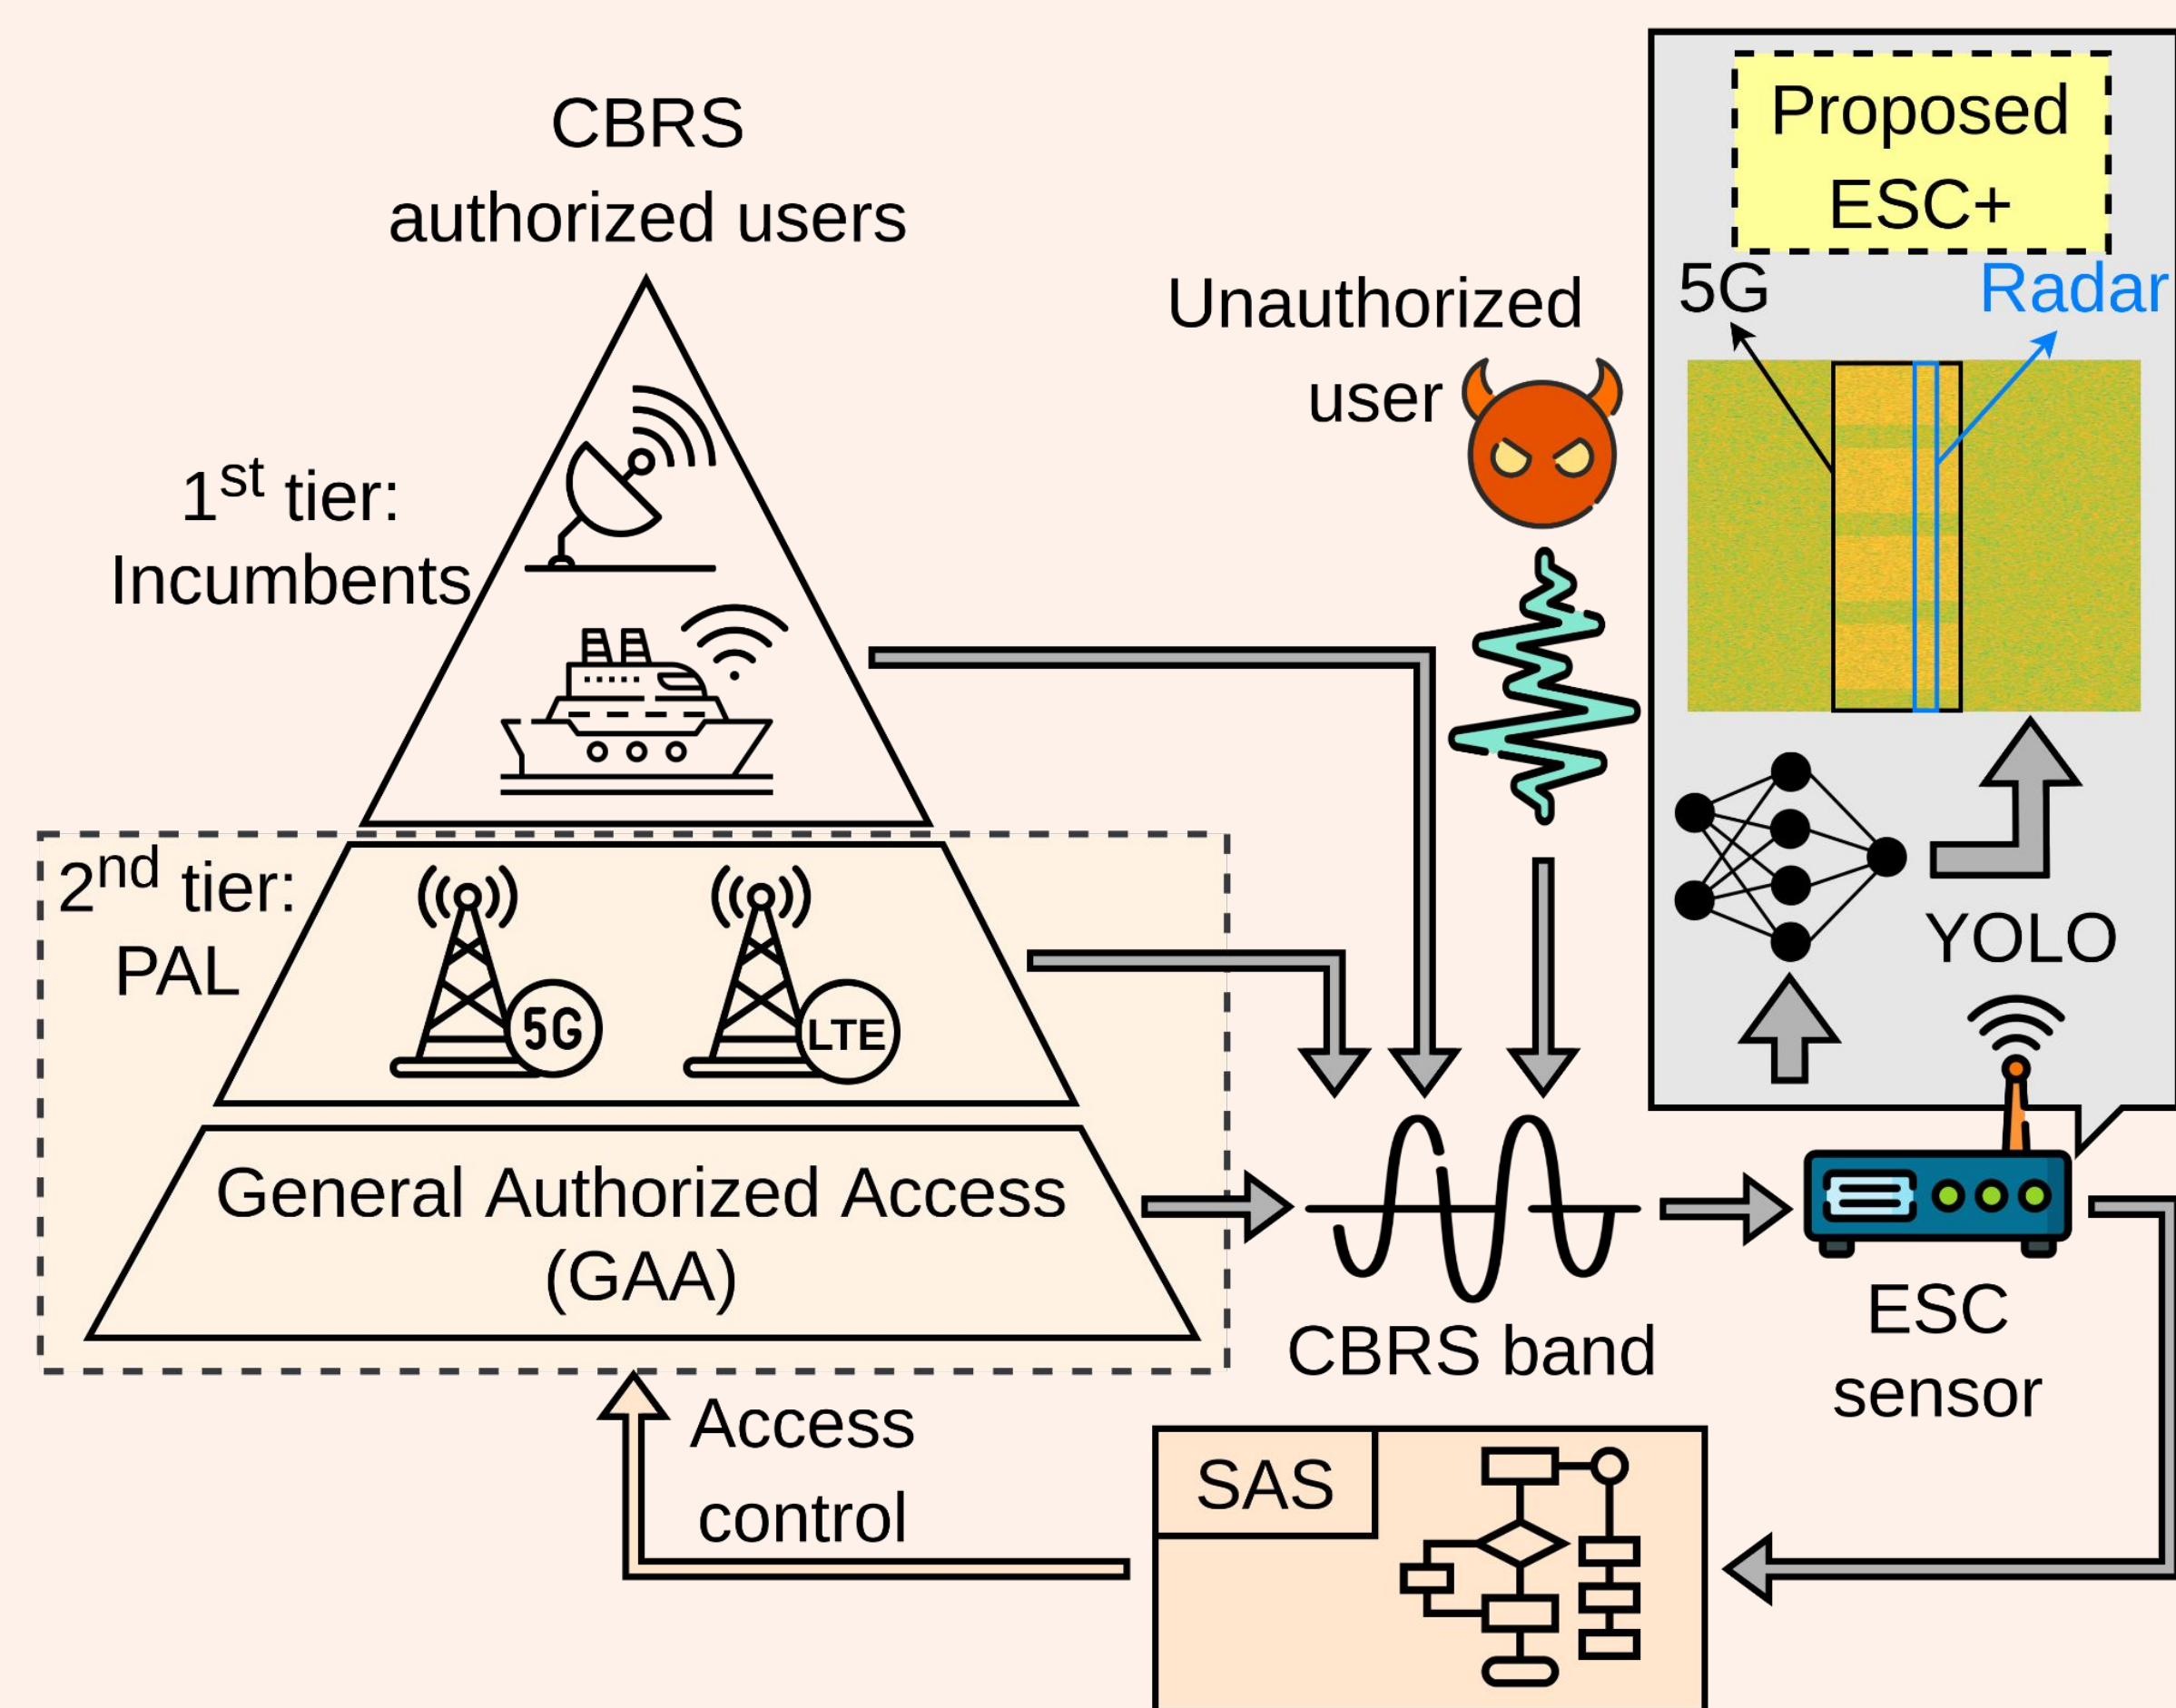 CBRS
authorized users
1st tier:
Incumbents
2nd tier:
PAL
5G
LTE
General Authorized Access
(GAA)
Access
control
Unauthorized
user
CBRS band
SAS
Proposed
ESC+
5G
Radar
YOLO
ESC
sensor